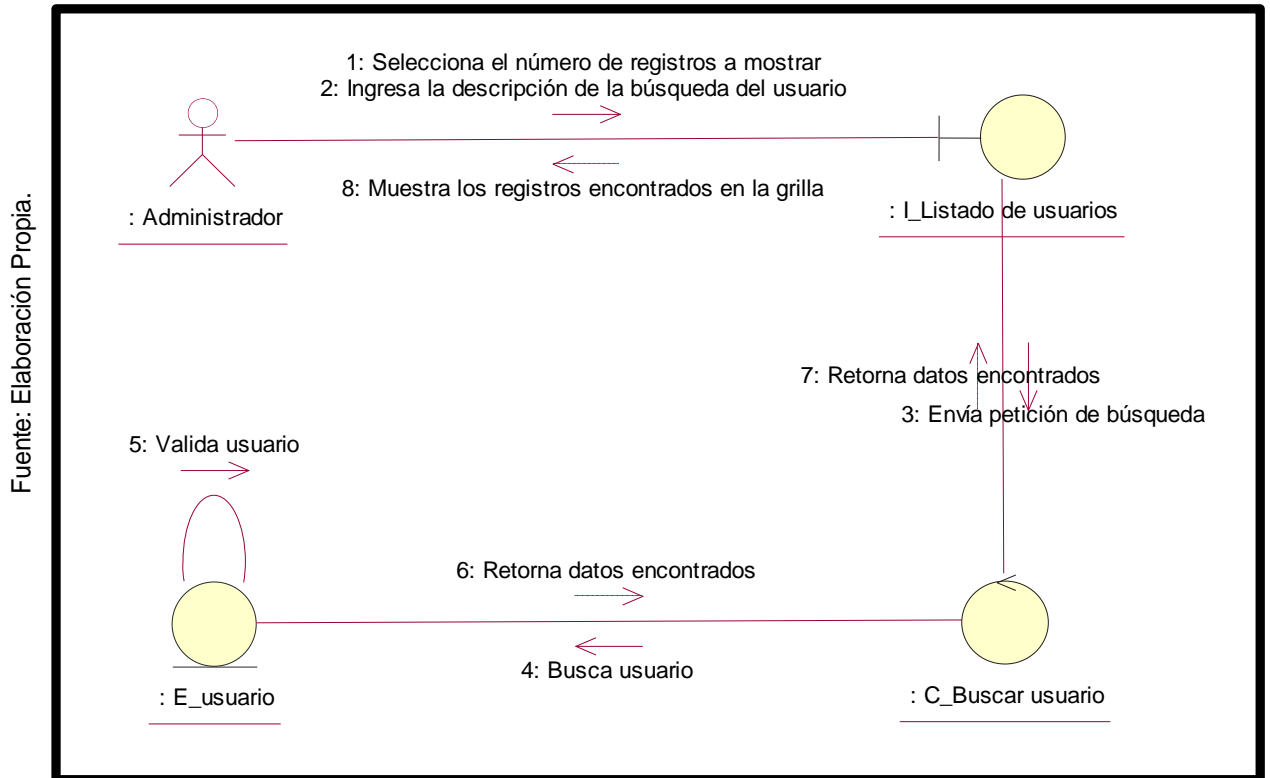 1: Selecciona el número de registros a mostrar
2: Ingresa la descripción de la búsqueda del usuario
8: Muestra los registros encontrados en la grilla
: Administrador
: I_Listado de usuarios
Fuente: Elaboración Propia.
7: Retorna datos encontrados
3: Envía petición de búsqueda
5: Valida usuario
6: Retorna datos encontrados
4: Busca usuario
: E_usuario
: C_Buscar usuario